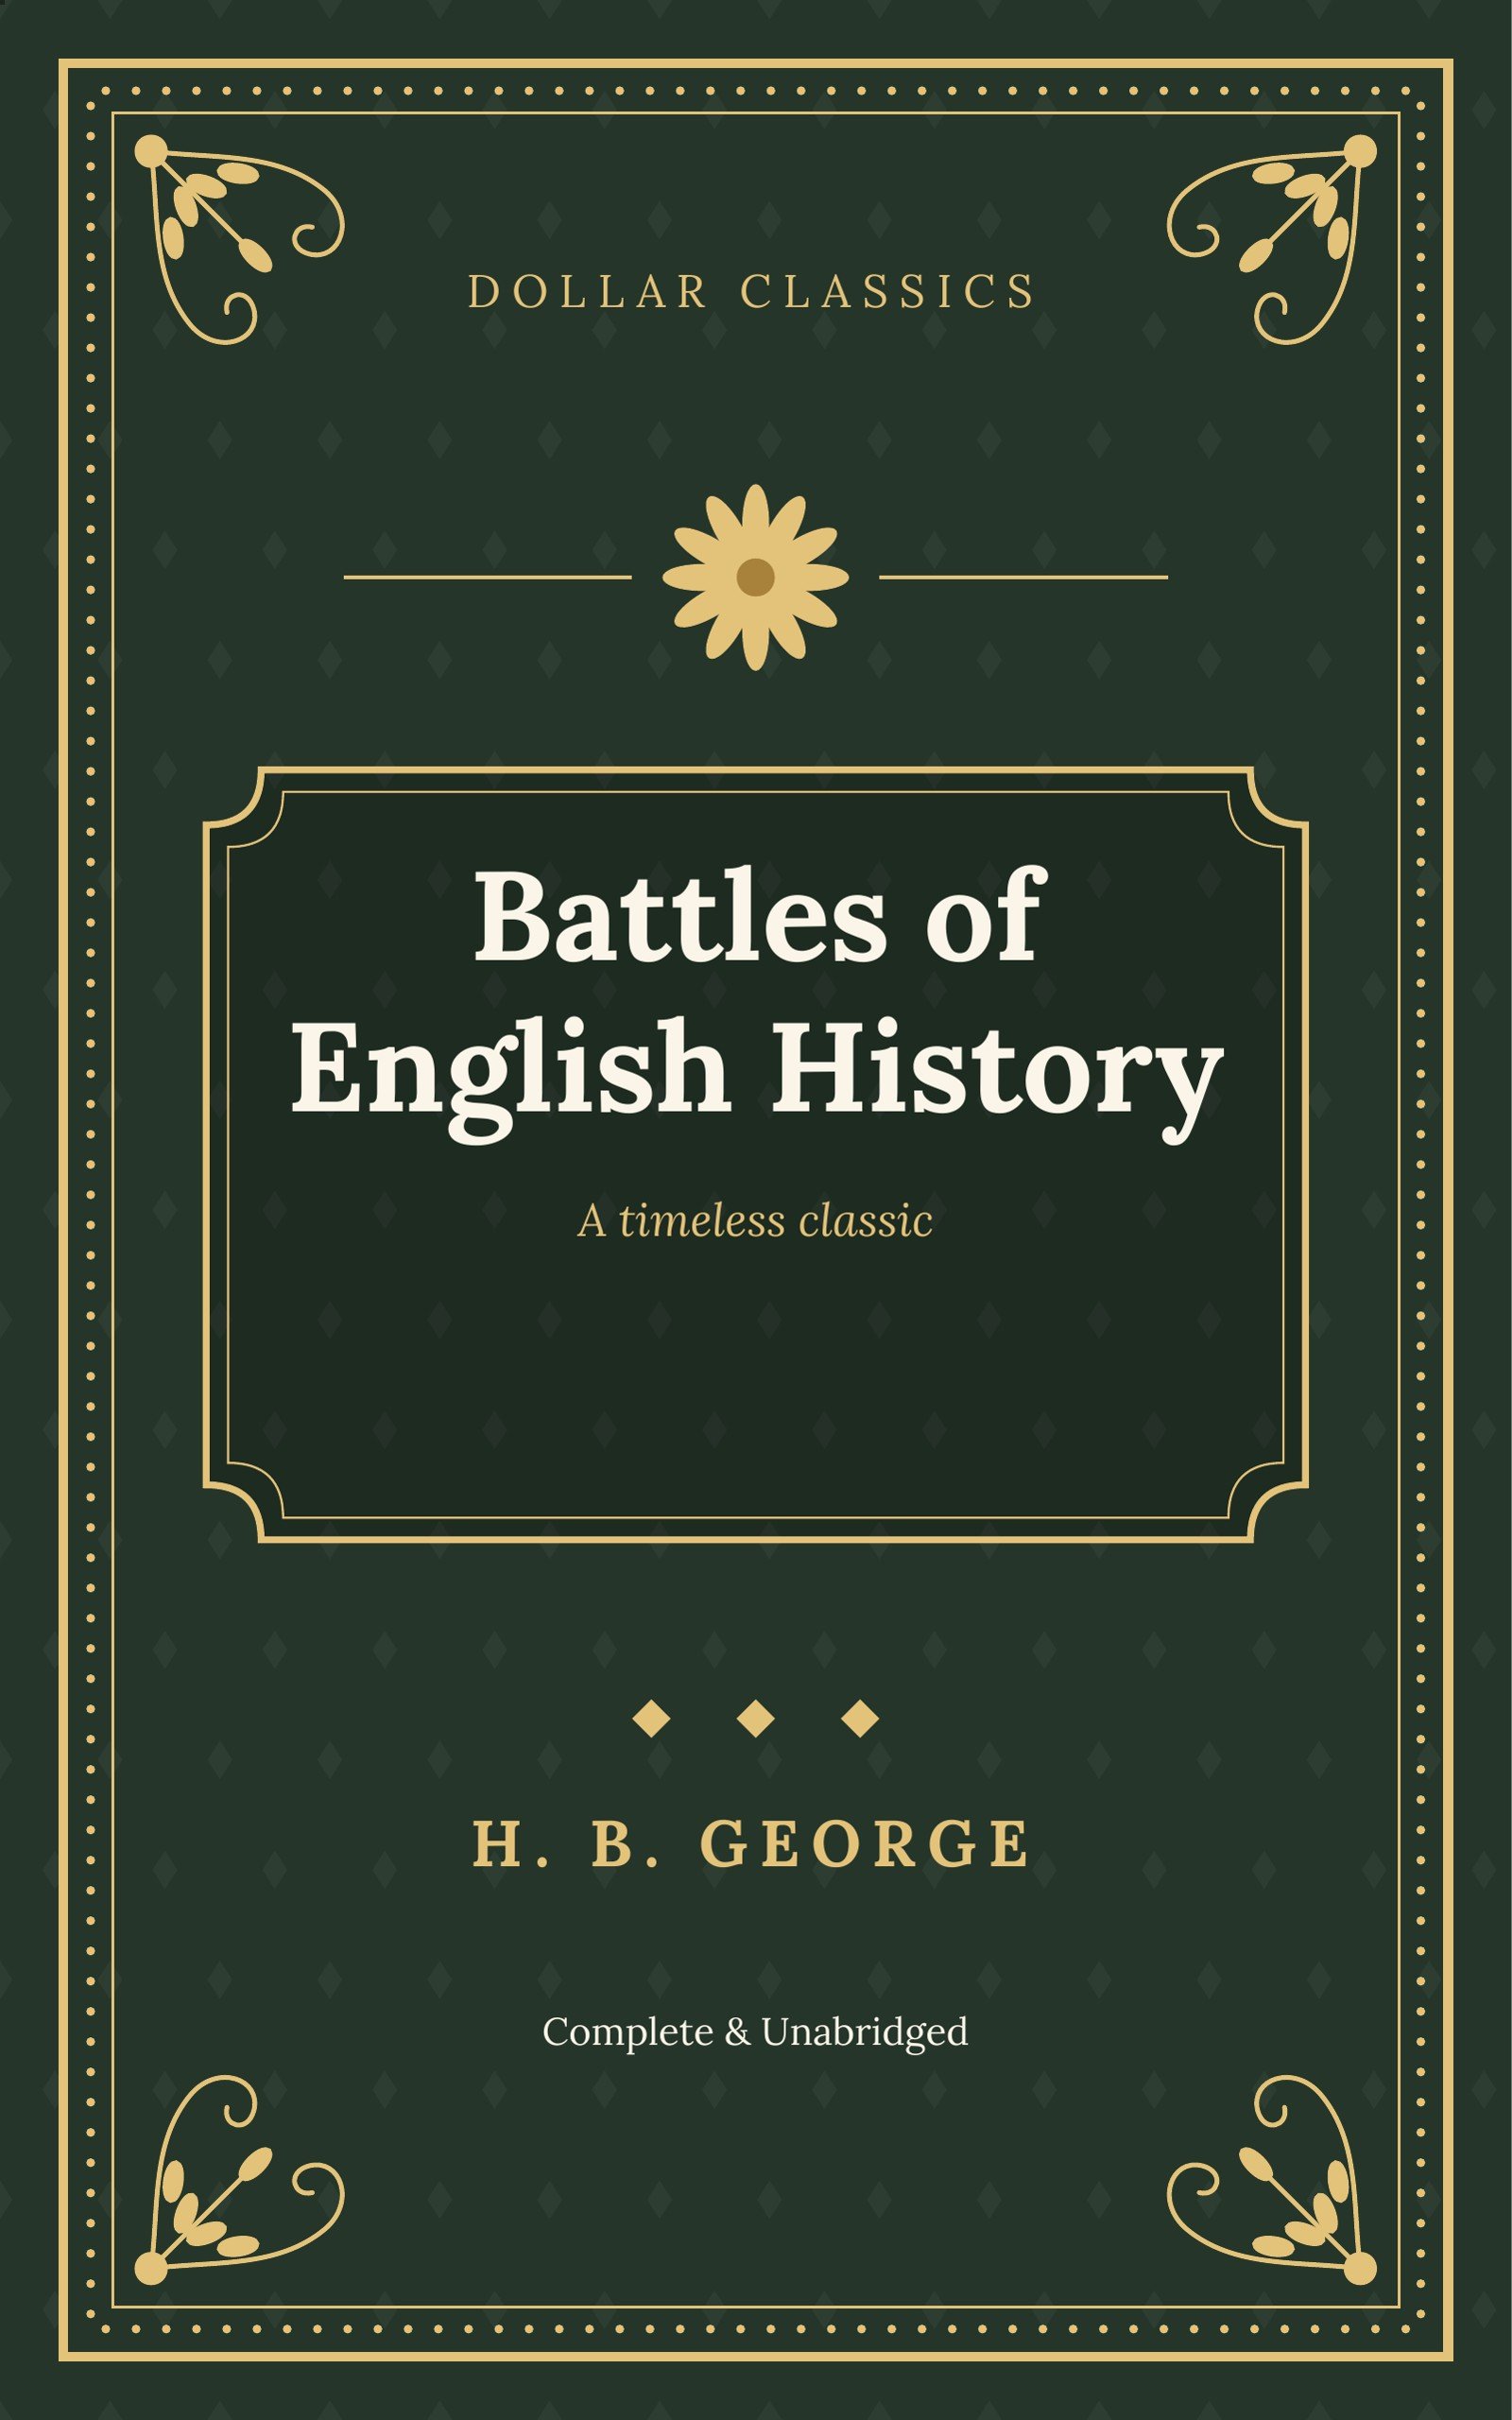 DOLLAR CLASSICS
Battles of
English History
A timeless classic
H. B. GEORGE
Complete & Unabridged